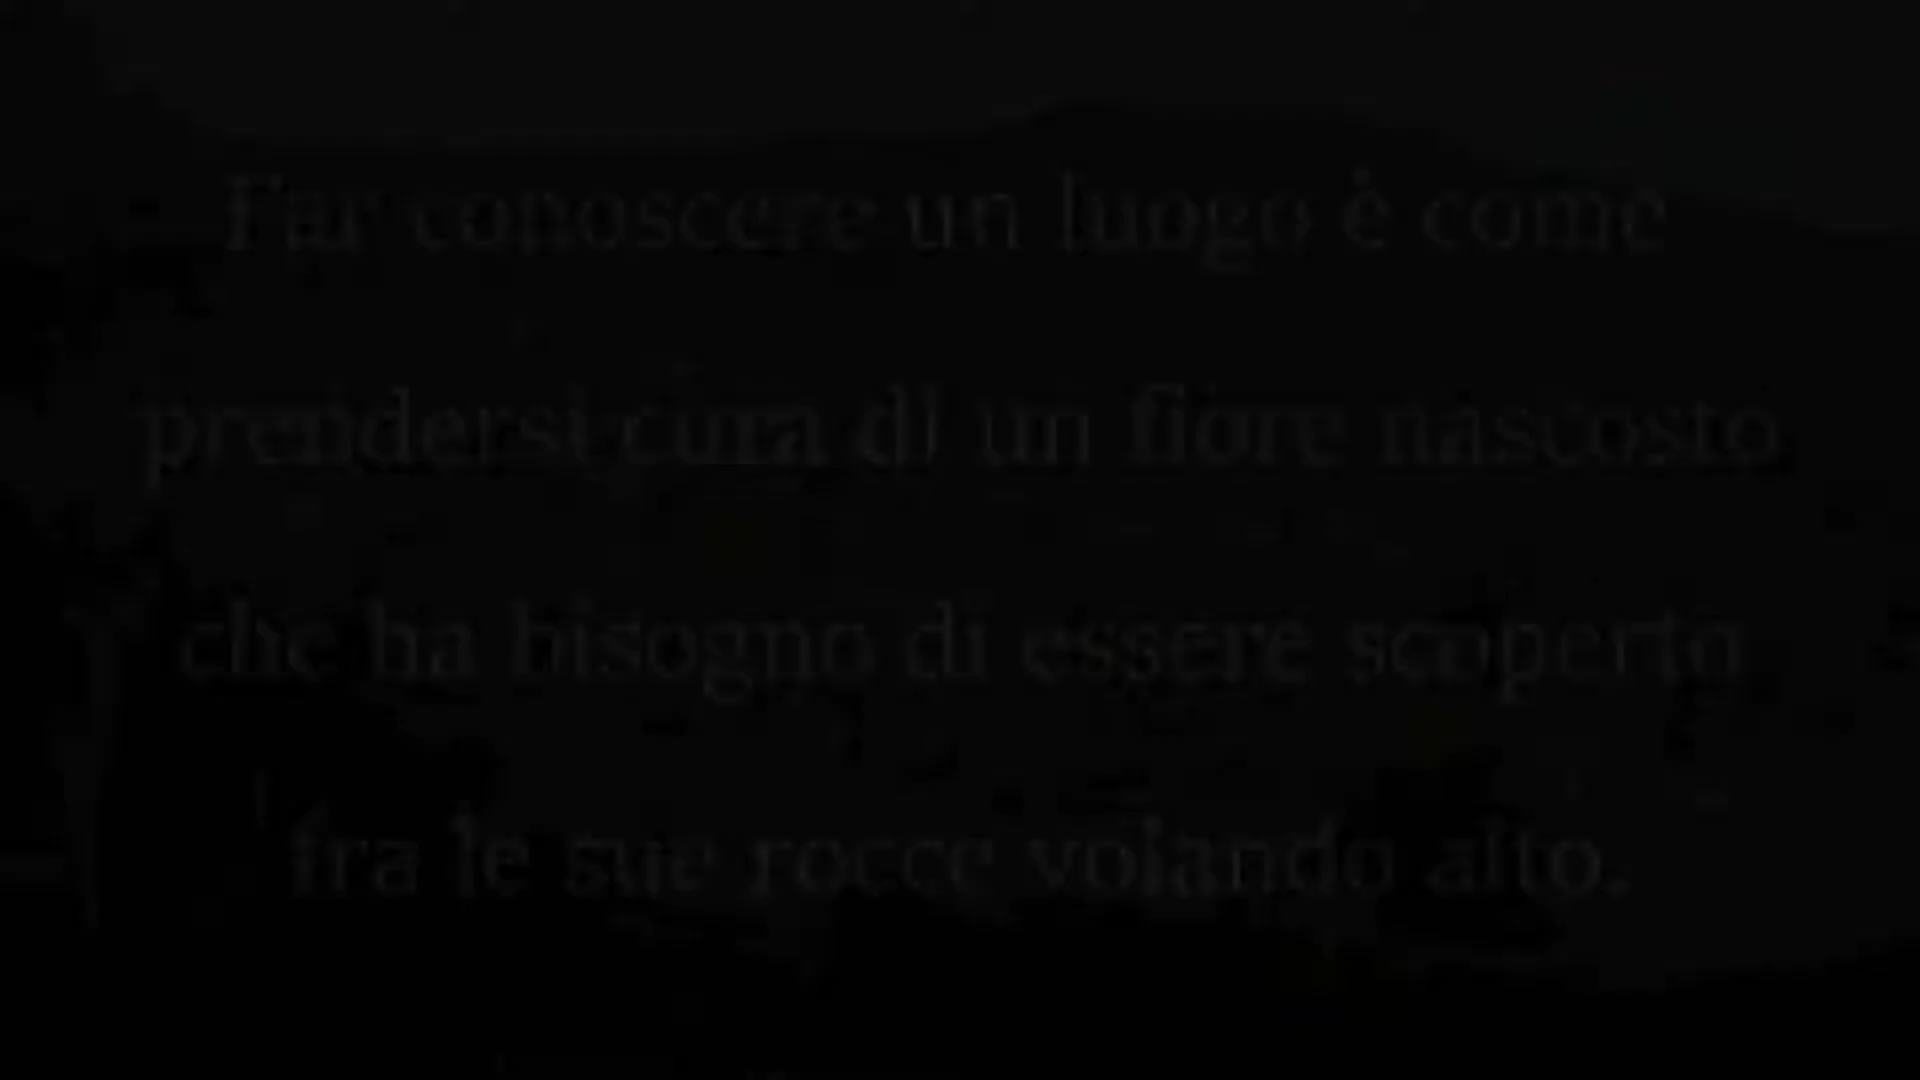 Far conoscere un luogo è come
prendersi cura di un fiore nascosto
che ha bisogno di essere scoperto
fra le sue rocce volando alto.